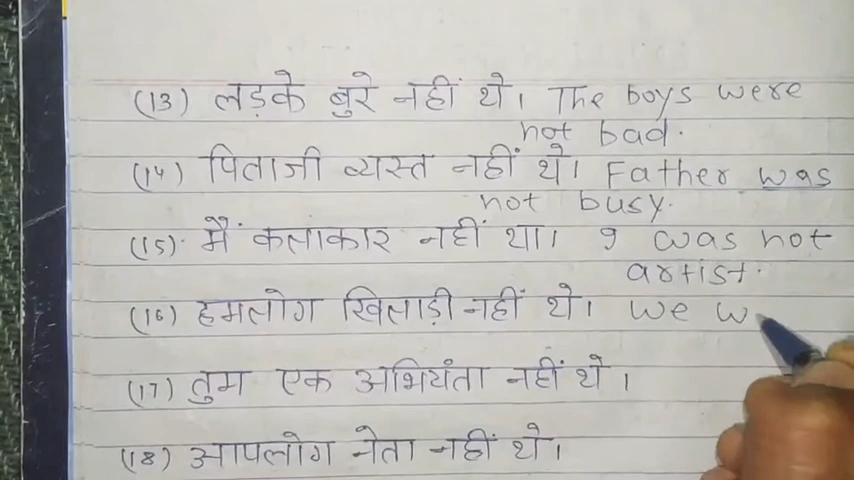 (13) लड़के बुरे नहीं थे। The boys were
not bad.
(14) पिताजी व्यस्त नहीं थे। Father was
not busy.
(15) मैं कलाकार नहीं था। I was not
artist.
(16) हमलोग खिलाड़ी नहीं थे। We w
(17) तुम एक अभियंता नहीं थे।
(18) आपलोग नेता नहीं थे।